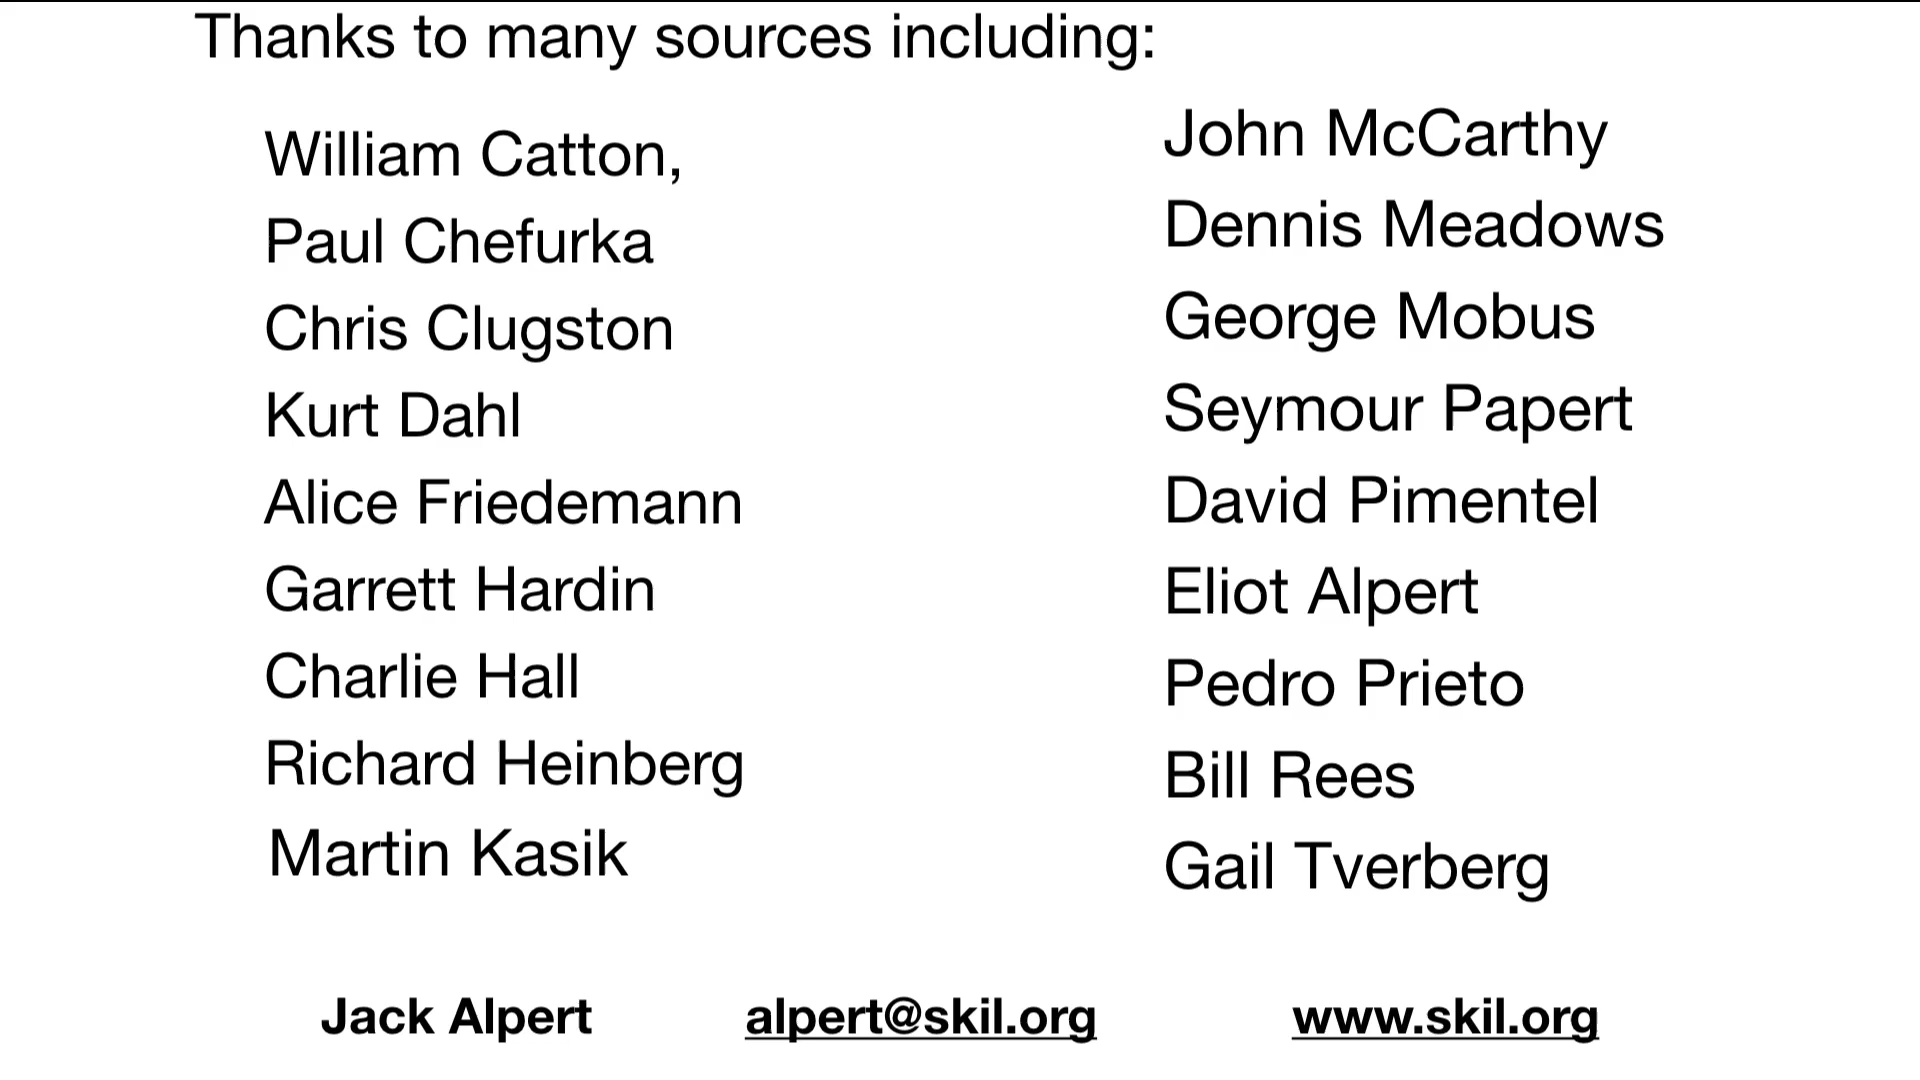 Thanks to many sources including:
William Catton,
Paul Chefurka
Chris Clugston
Kurt Dahl
Alice Friedemann
Garrett Hardin
Charlie Hall
Richard Heinberg
Martin Kasik
John McCarthy
Dennis Meadows
George Mobus
Seymour Papert
David Pimentel
Eliot Alpert
Pedro Prieto
Bill Rees
Gail Tverberg
Jack Alpert alpert@skil.org www.skil.org